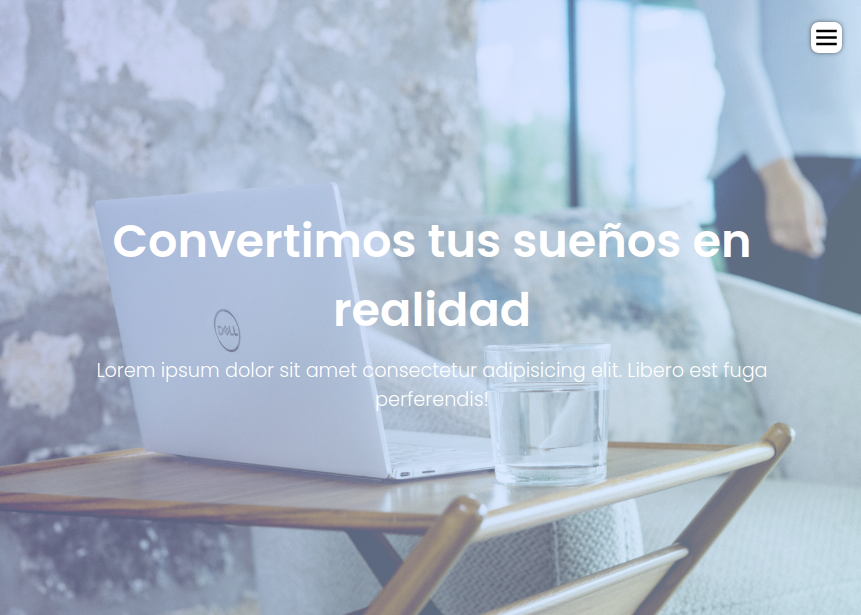 Convertimos tus sueños en
realidad
DELL
Lorem ipsum dolor sit amet consectetur adipisicing elit. Libero est fuga
perferendis!